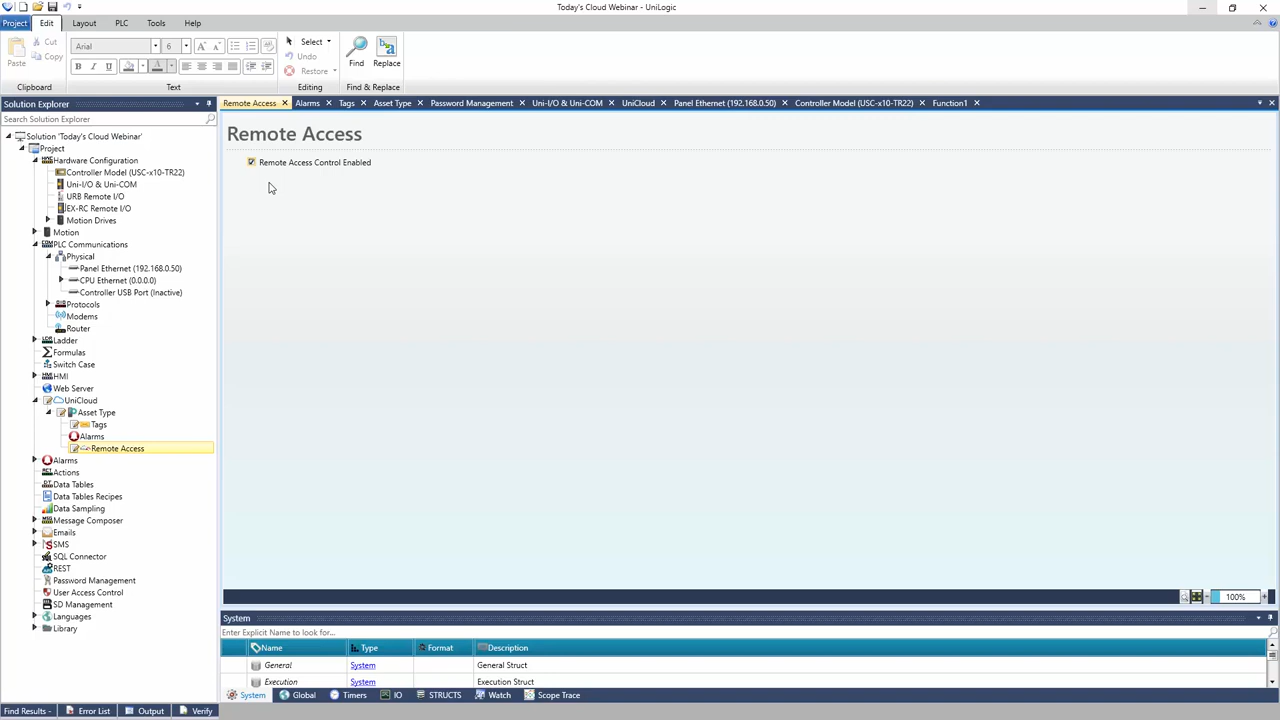 Today's Cloud Webinar - UniLogic
Project Edit Layout PLC Tools Help
Paste Cut Copy
Arial 6
Select Undo Restore
Find Replace
Clipboard Text Editing Find & Replace
Solution Explorer
Search Solution Explorer
Solution 'Today's Cloud Webinar'
Project
Hardware Configuration
Controller Model (USC-x10-TR22)
Uni-I/O & Uni-COM
URB Remote I/O
EX-RC Remote I/O
Motion Drives
Motion
PLC Communications
Physical
Panel Ethernet (192.168.0.50)
CPU Ethernet (0.0.0.0)
Controller USB Port (Inactive)
Protocols
Modems
Router
Ladder
Formulas
Switch Case
HMI
Web Server
UniCloud
Asset Type
Tags
Alarms
Remote Access
Alarms
Actions
Data Tables
Data Tables Recipes
Data Sampling
Message Composer
Emails
SMS
SQL Connector
REST
Password Management
User Access Control
SD Management
Languages
Library
Remote Access Alarms Tags Asset Type Password Management Uni-I/O & Uni-COM UniCloud Panel Ethernet (192.168.0.50) Controller Model (USC-x10-TR22) Function1
Remote Access
Remote Access Control Enabled
100%
System
Enter Explicit Name to look for...
Name Type Format Description
General System General Struct
Execution System Execution Struct
System Global Timers IO STRUCTS Watch Scope Trace
Find Results - Error List Output Verify